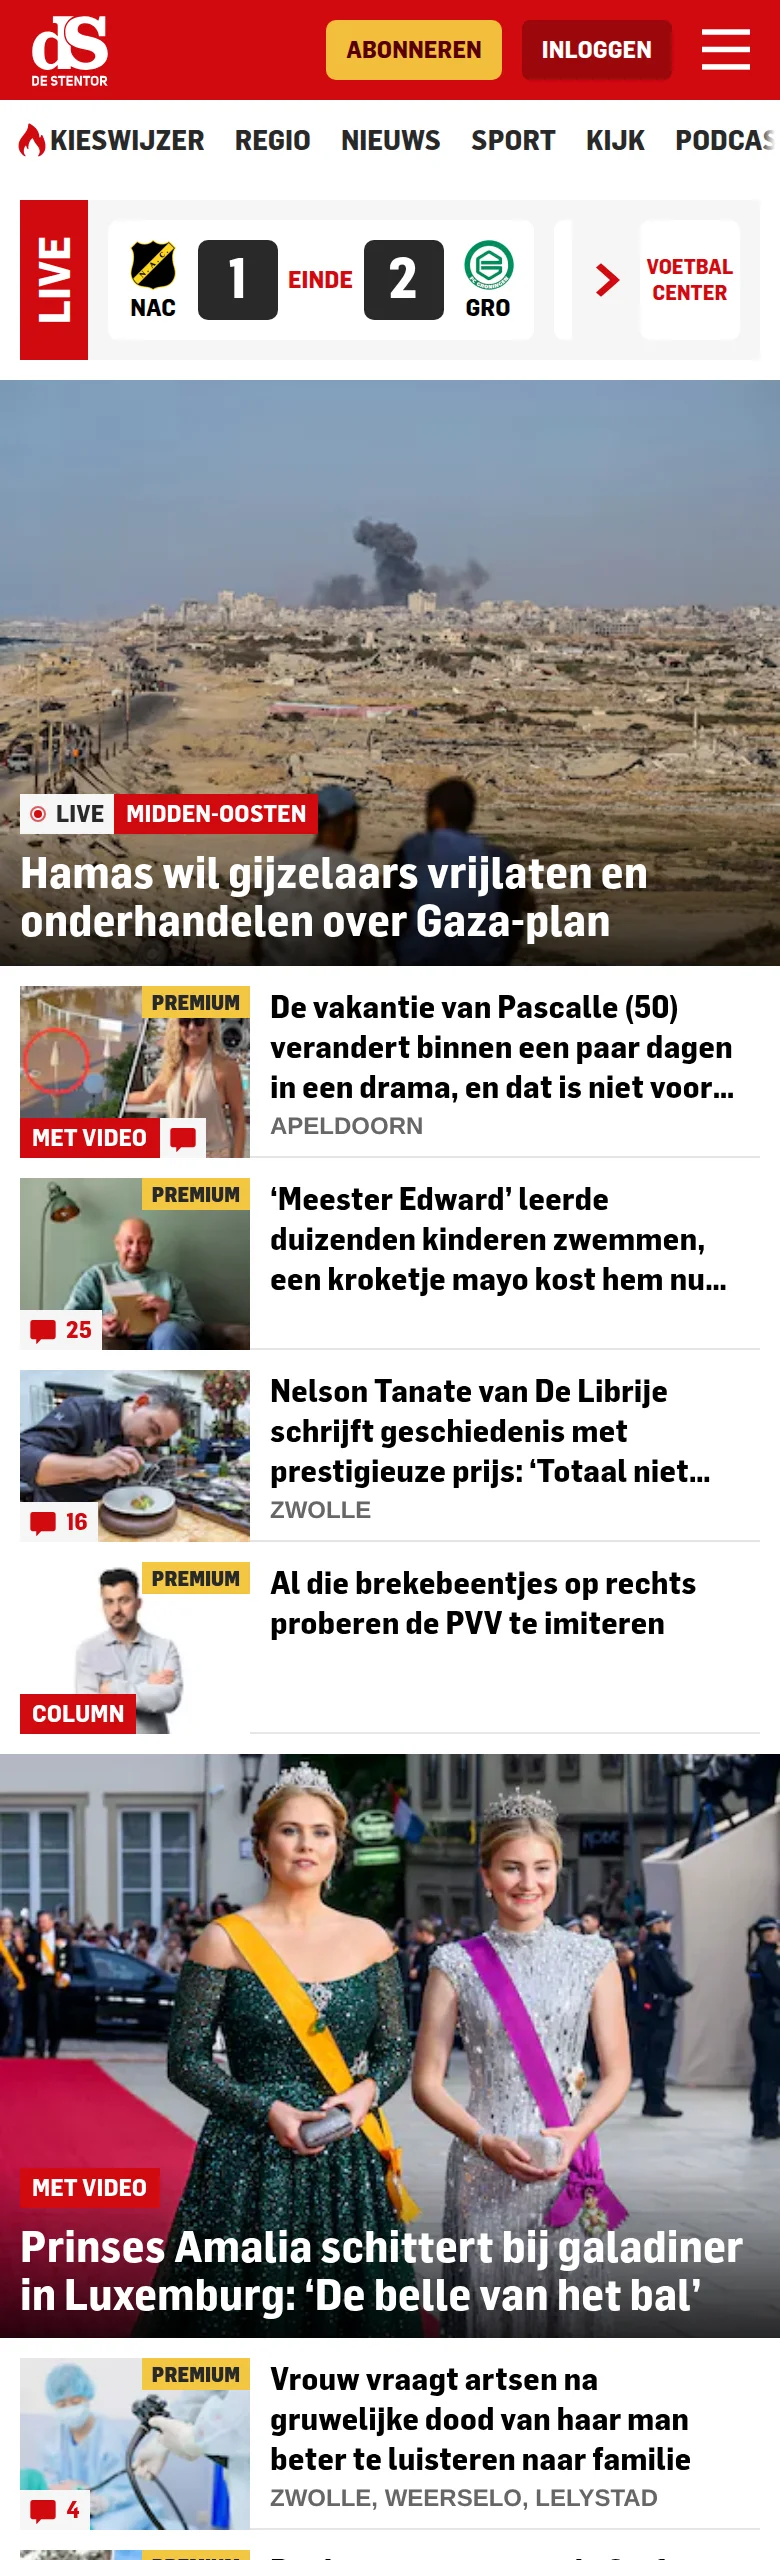 dS
DE STENTOR
ABONNEREN
INLOGGEN
KIESWIJZER REGIO NIEUWS SPORT KIJK
LIVE
NAC
1
EINDE
2
GRO
VOETBAL
CENTER
LIVE MIDDEN-OOSTEN
Hamas wil gijzelaars vrijlaten en
onderhandelen over Gaza-plan
PREMIUM
MET VIDEO
De vakantie van Pascalle (50)
verandert binnen een paar dagen
in een drama, en dat is niet voor...
APELDOORN
PREMIUM
25
‘Meester Edward’ leerde
duizenden kinderen zwemmen,
een kroketje mayo kost hem nu...
16
Nelson Tanate van De Librije
schrijft geschiedenis met
prestigieuze prijs: ‘Totaal niet...
ZWOLLE
PREMIUM
COLUMN
Al die brekebeentjes op rechts
proberen de PVV te imiteren
MET VIDEO
Prinses Amalia schittert bij galadiner
in Luxemburg: ‘De belle van het bal’
PREMIUM
4
Vrouw vraagt artsen na
gruwelijke dood van haar man
beter te luisteren naar familie
ZWOLLE, WEERSELO, LELYSTAD